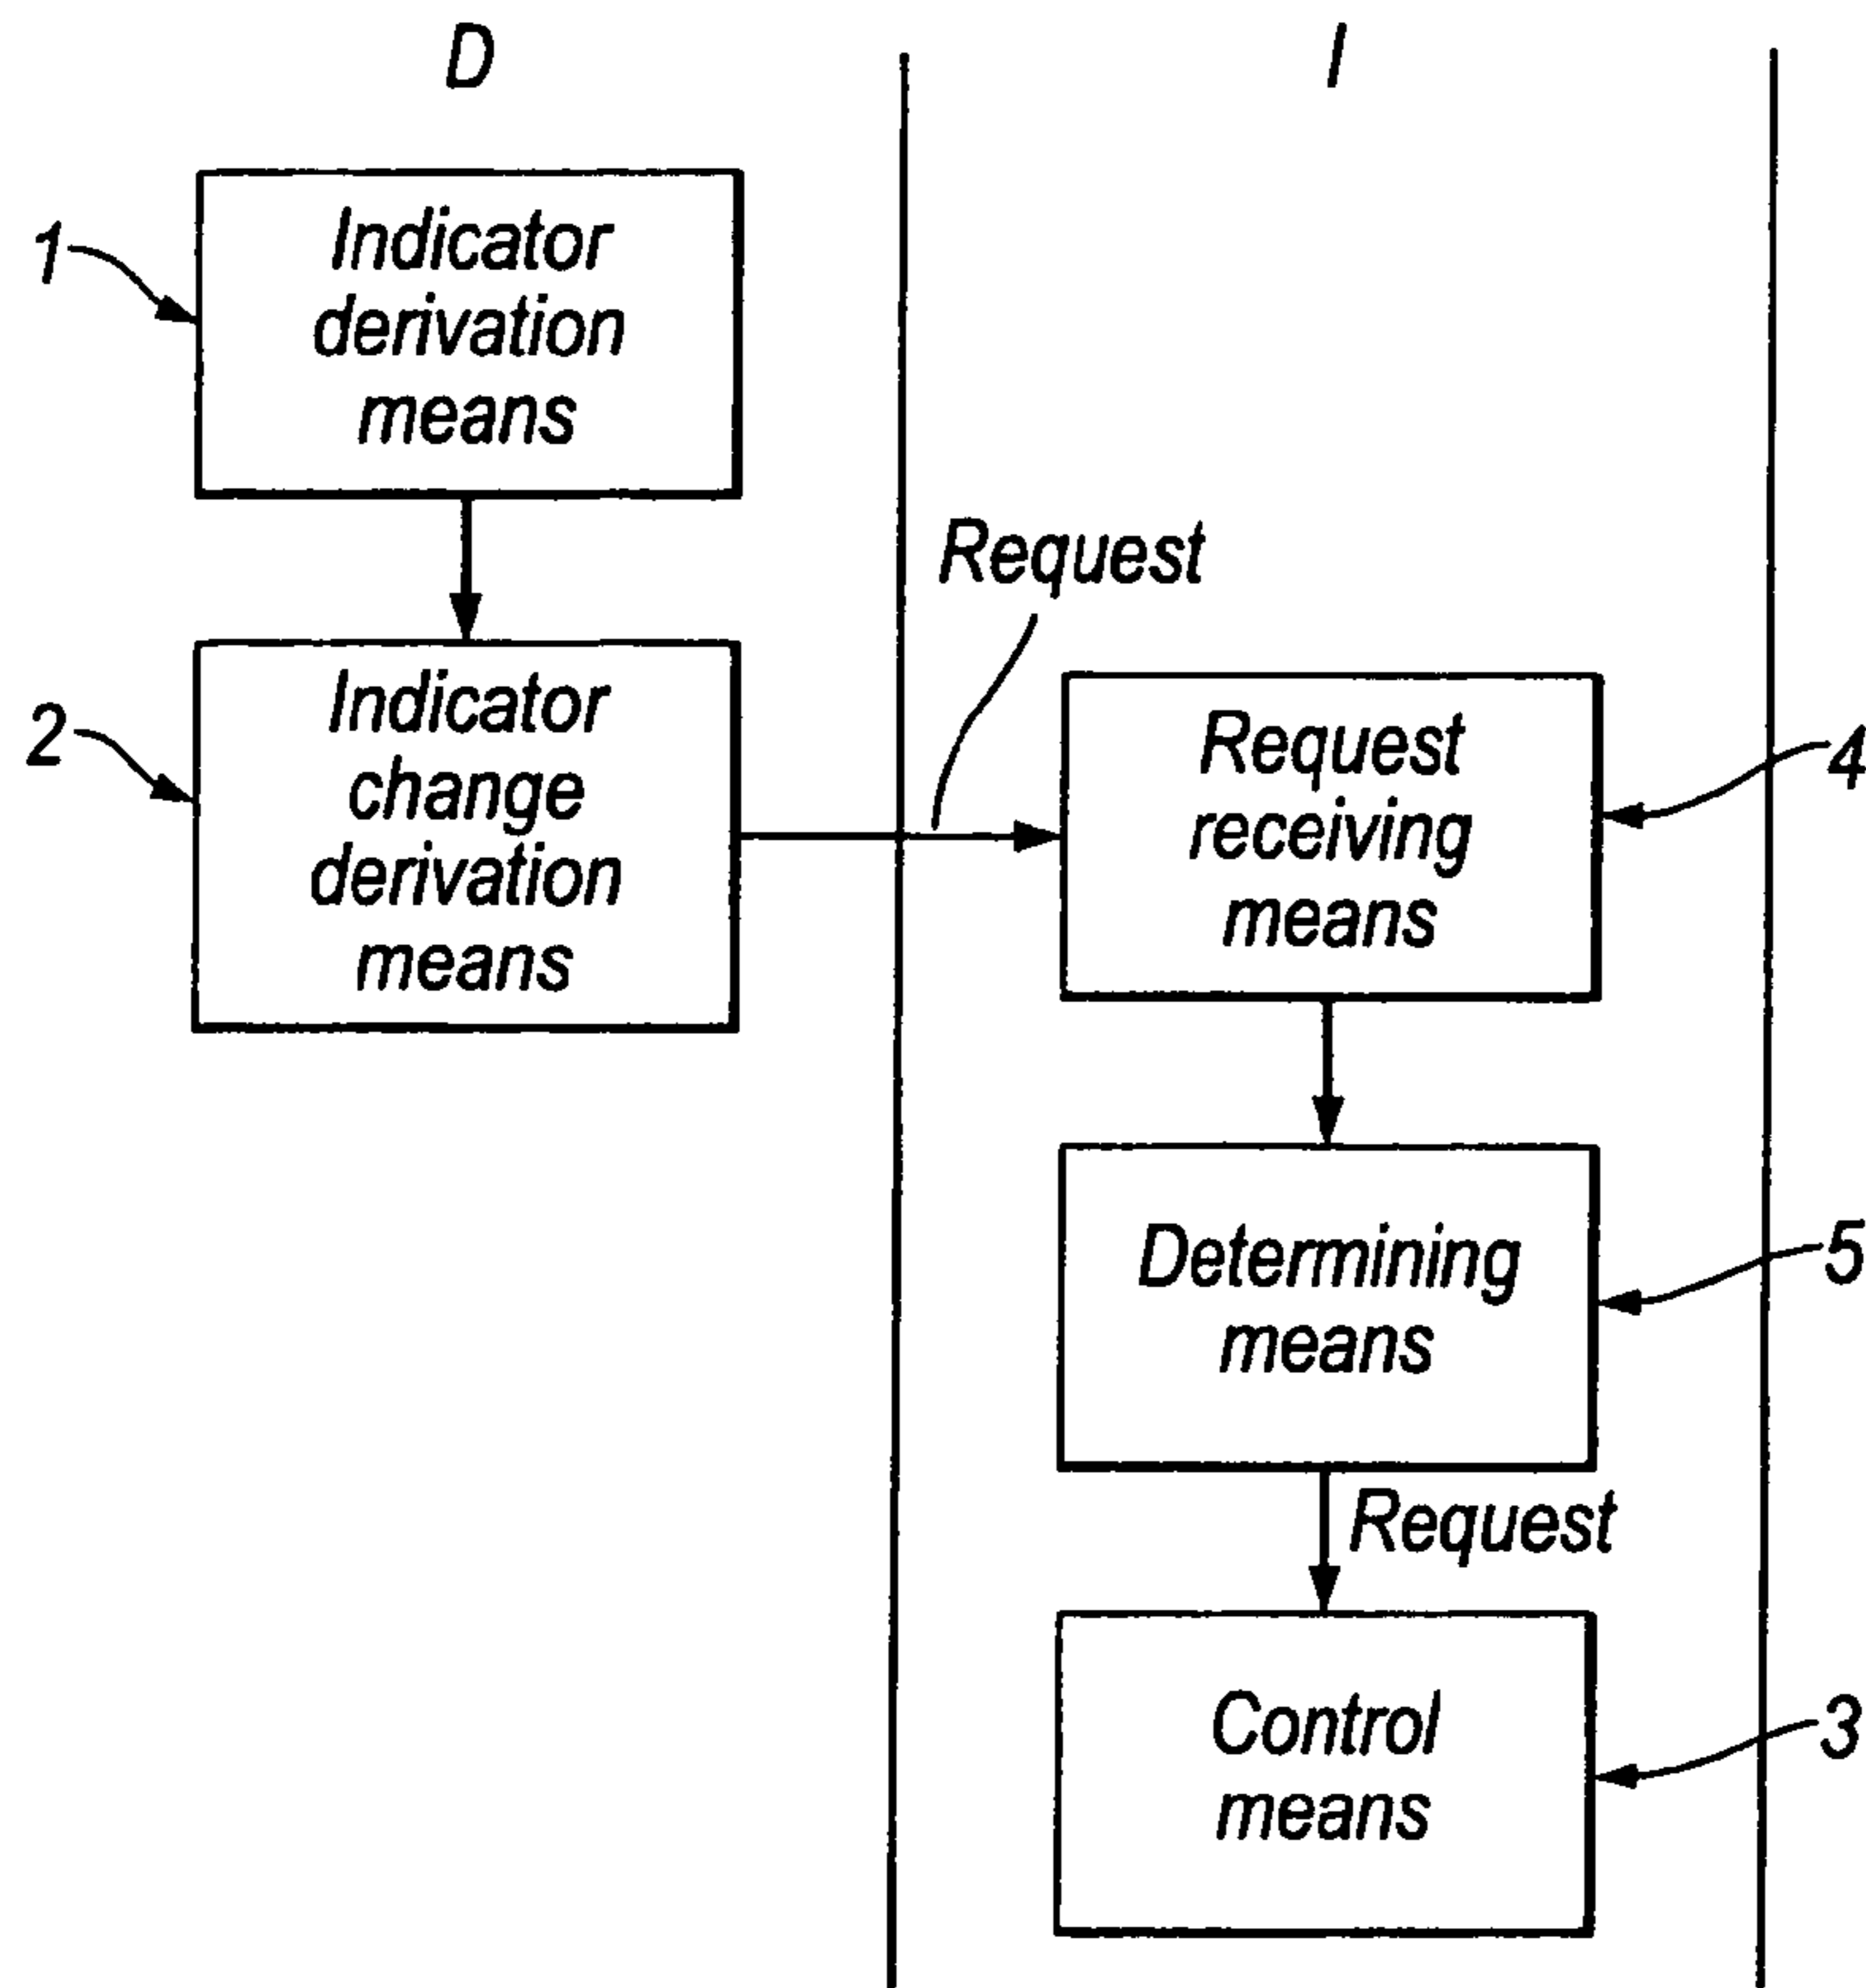 D
I
1
Indicator
derivation
means
Request
2
Indicator
change
derivation
means
Request
receiving
means
4
Determining
means
5
Request
Control
means
3